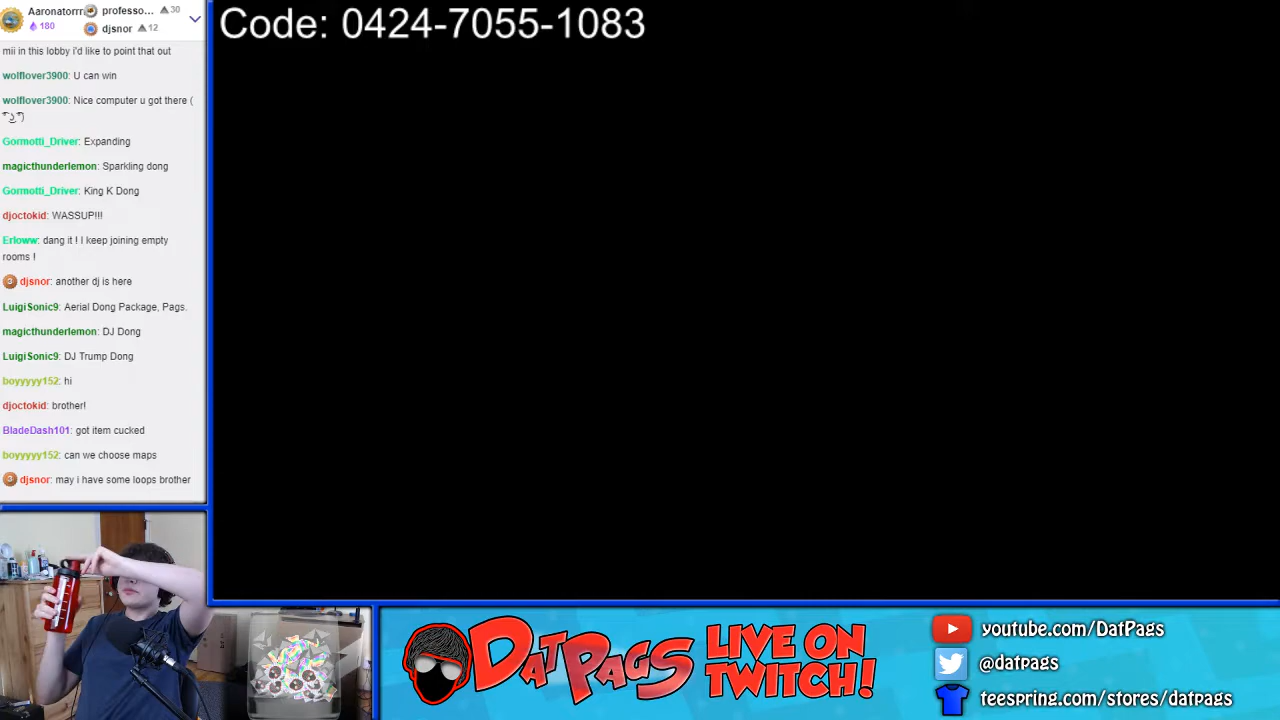 Aaronatorrr
180
professo... 30
djsnor 12
Code: 0424-7055-1083
mii in this lobby i'd like to point that out
wolflover3900: U can win
wolflover3900: Nice computer u got there (
͡° ͜ʖ ͡°)
Gormotti_Driver: Expanding
magicthunderlemon: Sparkling dong
Gormotti_Driver: King K Dong
djoctokid: WASSUP!!!
Erloww: dang it ! I keep joining empty
rooms !
3 djsnor: another dj is here
LuigiSonic9: Aerial Dong Package, Pags.
magicthunderlemon: DJ Dong
LuigiSonic9: DJ Trump Dong
boyyyyy152: hi
djoctokid: brother!
BladeDash101: got item cucked
boyyyyy152: can we choose maps
3 djsnor: may i have some loops brother
DATPAGS LIVE ON
TWITCH!
youtube.com/DatPags
@datpags
teespring.com/stores/datpags